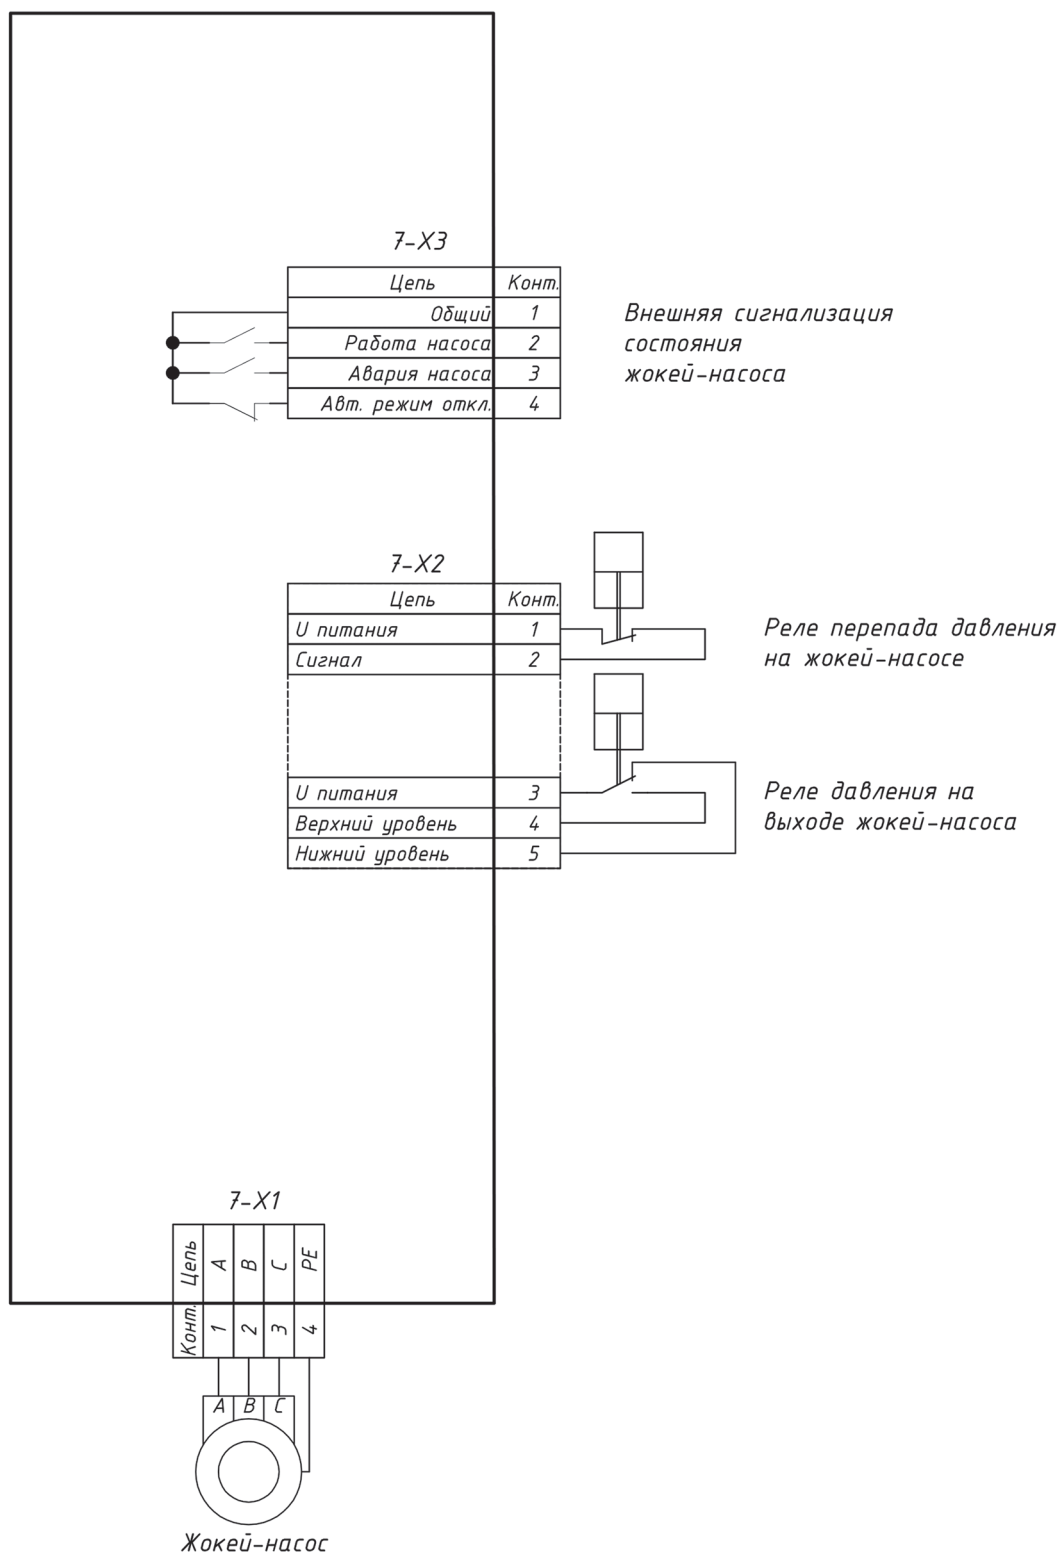 7-X3
Цепь Конт.
Общий 1
Работа насоса 2
Авария насоса 3
Авт. режим откл. 4
Внешняя сигнализация
состояния
жокей-насоса
7-X2
Цепь Конт.
U питания 1
Сигнал 2
Реле перепада давления
на жокей-насосе
U питания 3
Верхний уровень 4
Нижний уровень 5
Реле давления на
выходе жокей-насоса
7-X1
Цепь A B C PE
Конт. 1 2 3 4
A B C
Жокей-насос